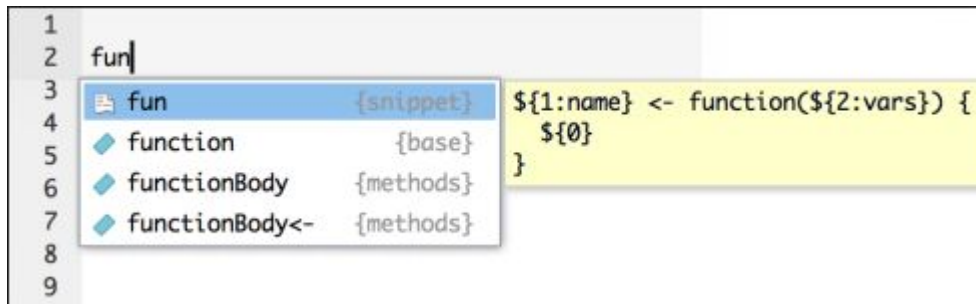 1
2 fun
3
fun {snippet} ${1:name} <- function(${2:vars}) {
4
function {base} ${0}
5
}
6
functionBody {methods}
7
functionBody<- {methods}
8
9